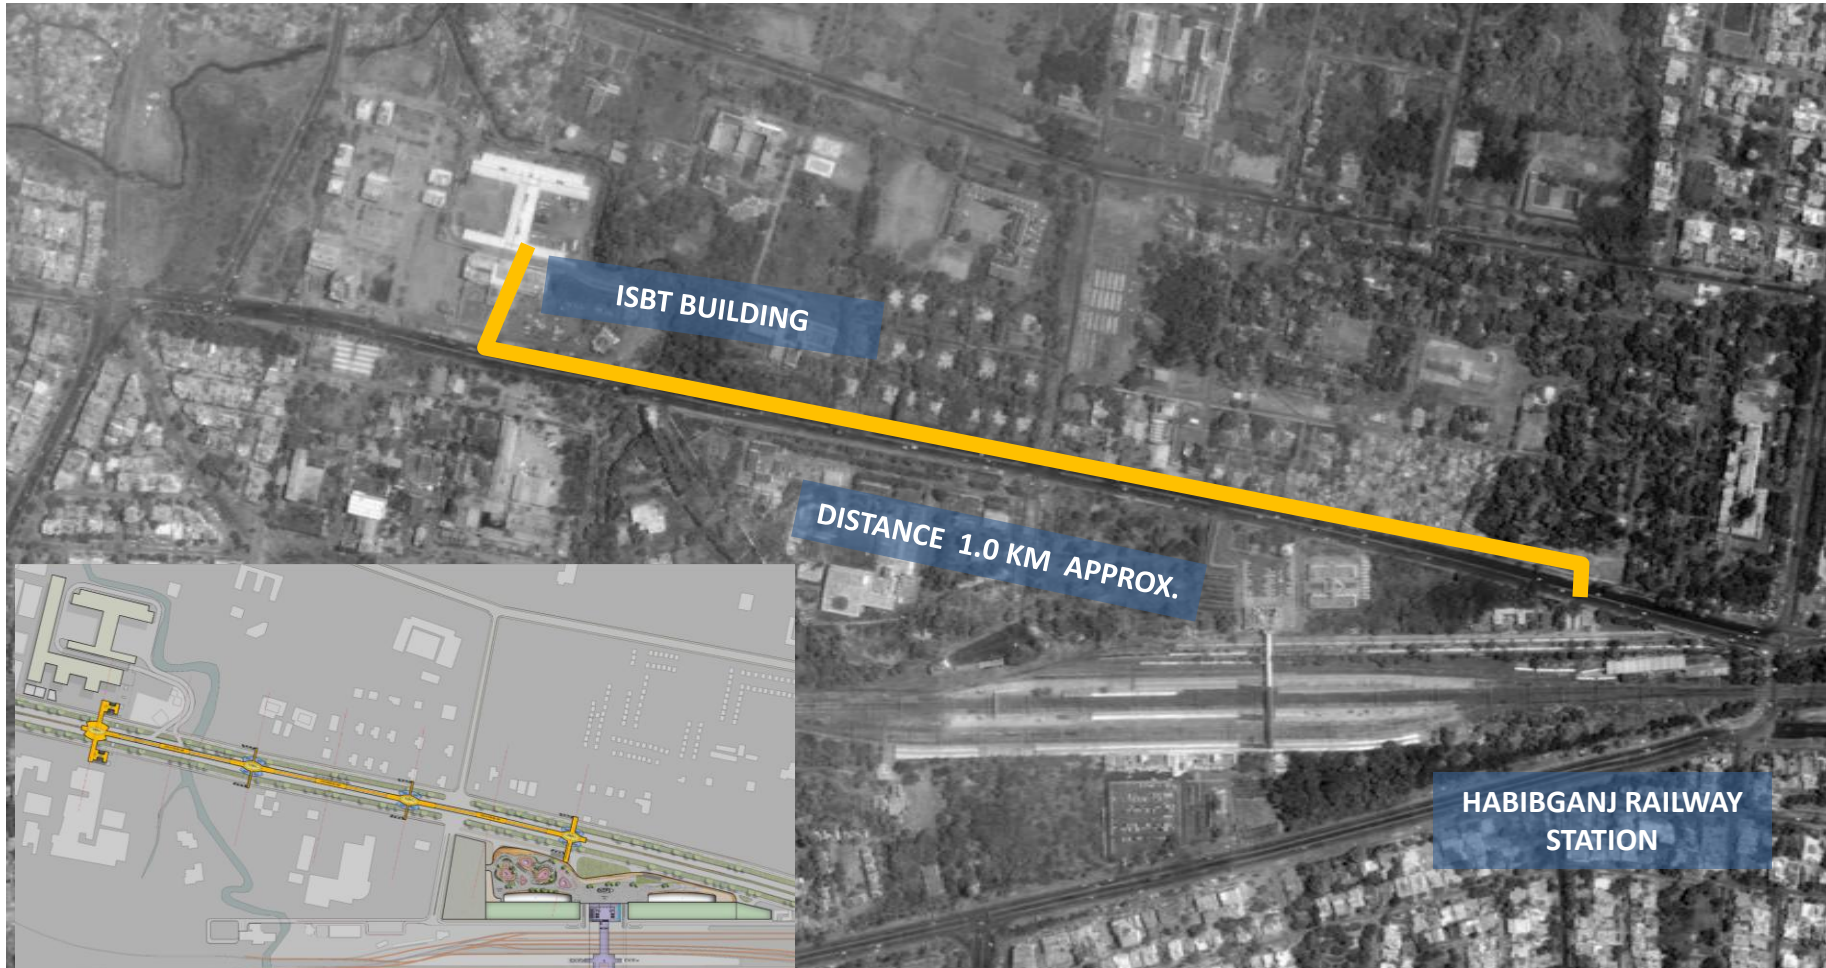 ISBT BUILDING
DISTANCE 1.0 KM APPROX.
HABIBGANJ RAILWAY
STATION